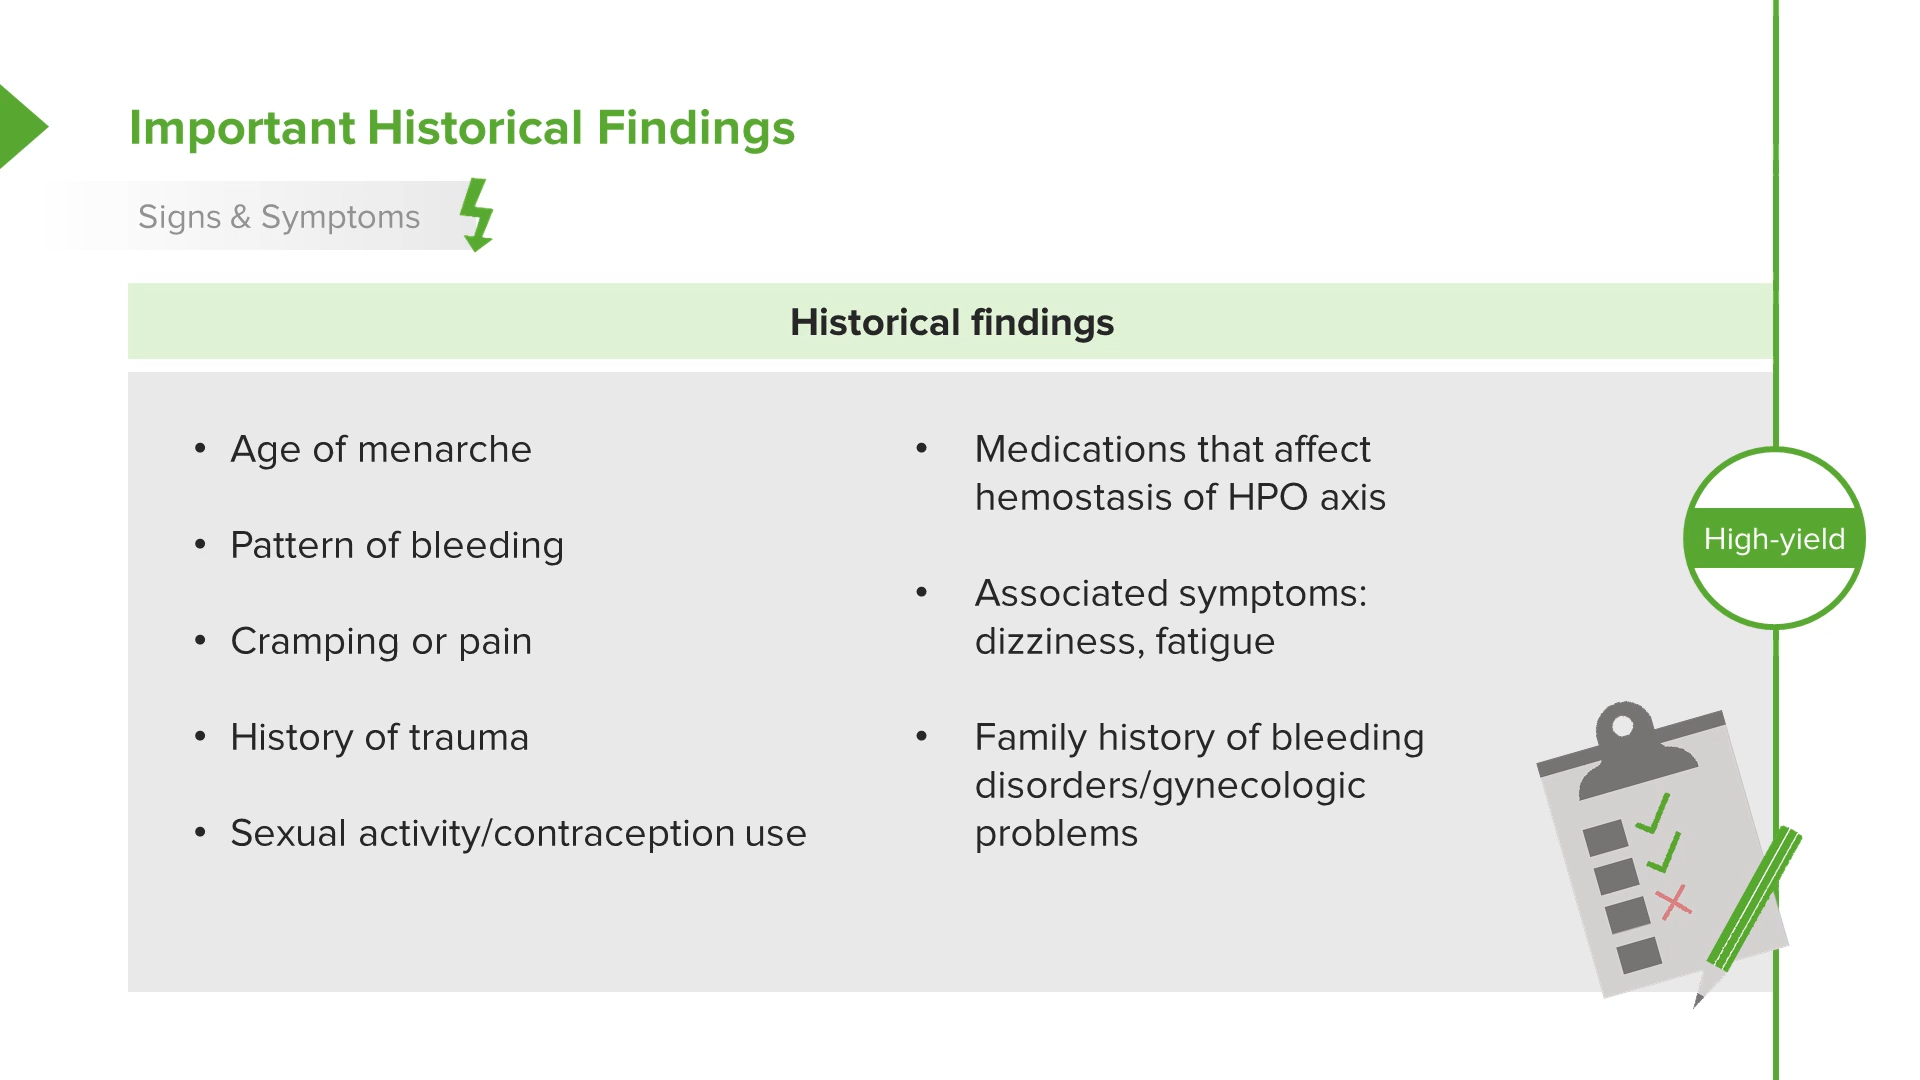 Important Historical Findings
Signs & Symptoms
Historical findings
• Age of menarche
• Pattern of bleeding
• Cramping or pain
• History of trauma
• Sexual activity/contraception use
• Medications that affect
hemostasis of HPO axis
• Associated symptoms:
dizziness, fatigue
• Family history of bleeding
disorders/gynecologic
problems
High-yield